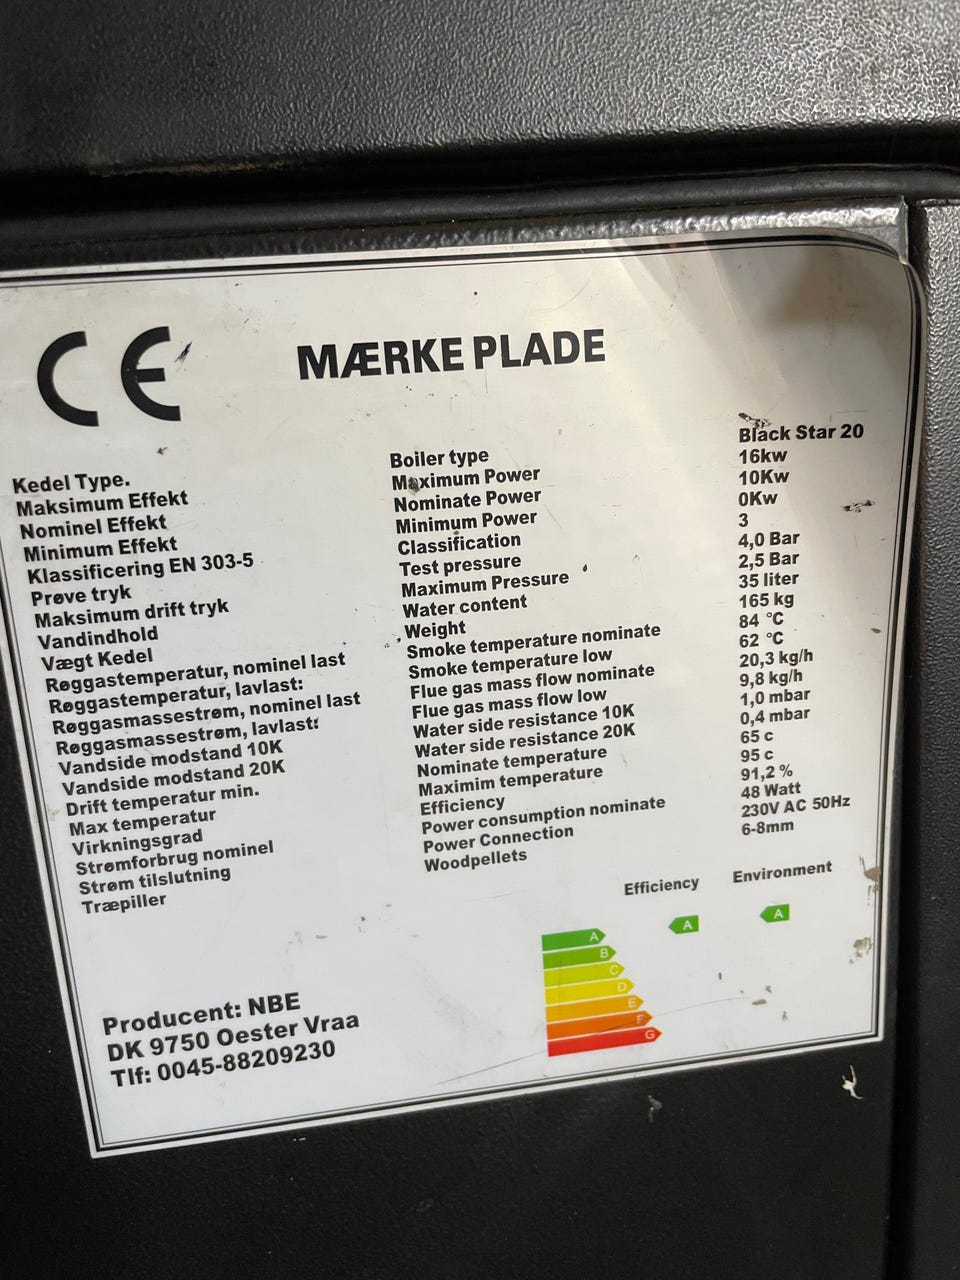 CE
MÆRKE PLADE
Kedel Type. Boiler type Black Star 20
Maksimum Effekt Maximum Power 16kw
Nominel Effekt Nominate Power 10Kw
Minimum Effekt Minimum Power 0Kw
Klassificering EN 303-5 Classification 3
Prøve tryk Test pressure 4,0 Bar
Maksimum drift tryk Maximum Pressure 2,5 Bar
Vandindhold Water content 35 liter
Vægt Kedel Weight 165 kg
Røggastemperatur, nominel last Smoke temperature nominate 84 °C
Røggastemperatur, lavlast: Smoke temperature low 62 °C
Røggasmassestrøm, nominel last Flue gas mass flow nominate 20,3 kg/h
Røggasmassestrøm, lavlast: Flue gas mass flow low 9,8 kg/h
Vandside modstand 10K Water side resistance 10K 1,0 mbar
Vandside modstand 20K Water side resistance 20K 0,4 mbar
Drift temperatur min. Nominate temperature 65 c
Max temperatur Maximim temperature 95 c
Virkningsgrad Efficiency 91,2 %
Strømforbrug nominel Power consumption nominate 48 Watt
Strøm tilslutning Power Connection 230V AC 50Hz
Træpiller Woodpellets 6-8mm
Efficiency Environment
A A A
B
C
D
E
F
G
Producent: NBE
DK 9750 Oester Vraa
Tlf: 0045-88209230